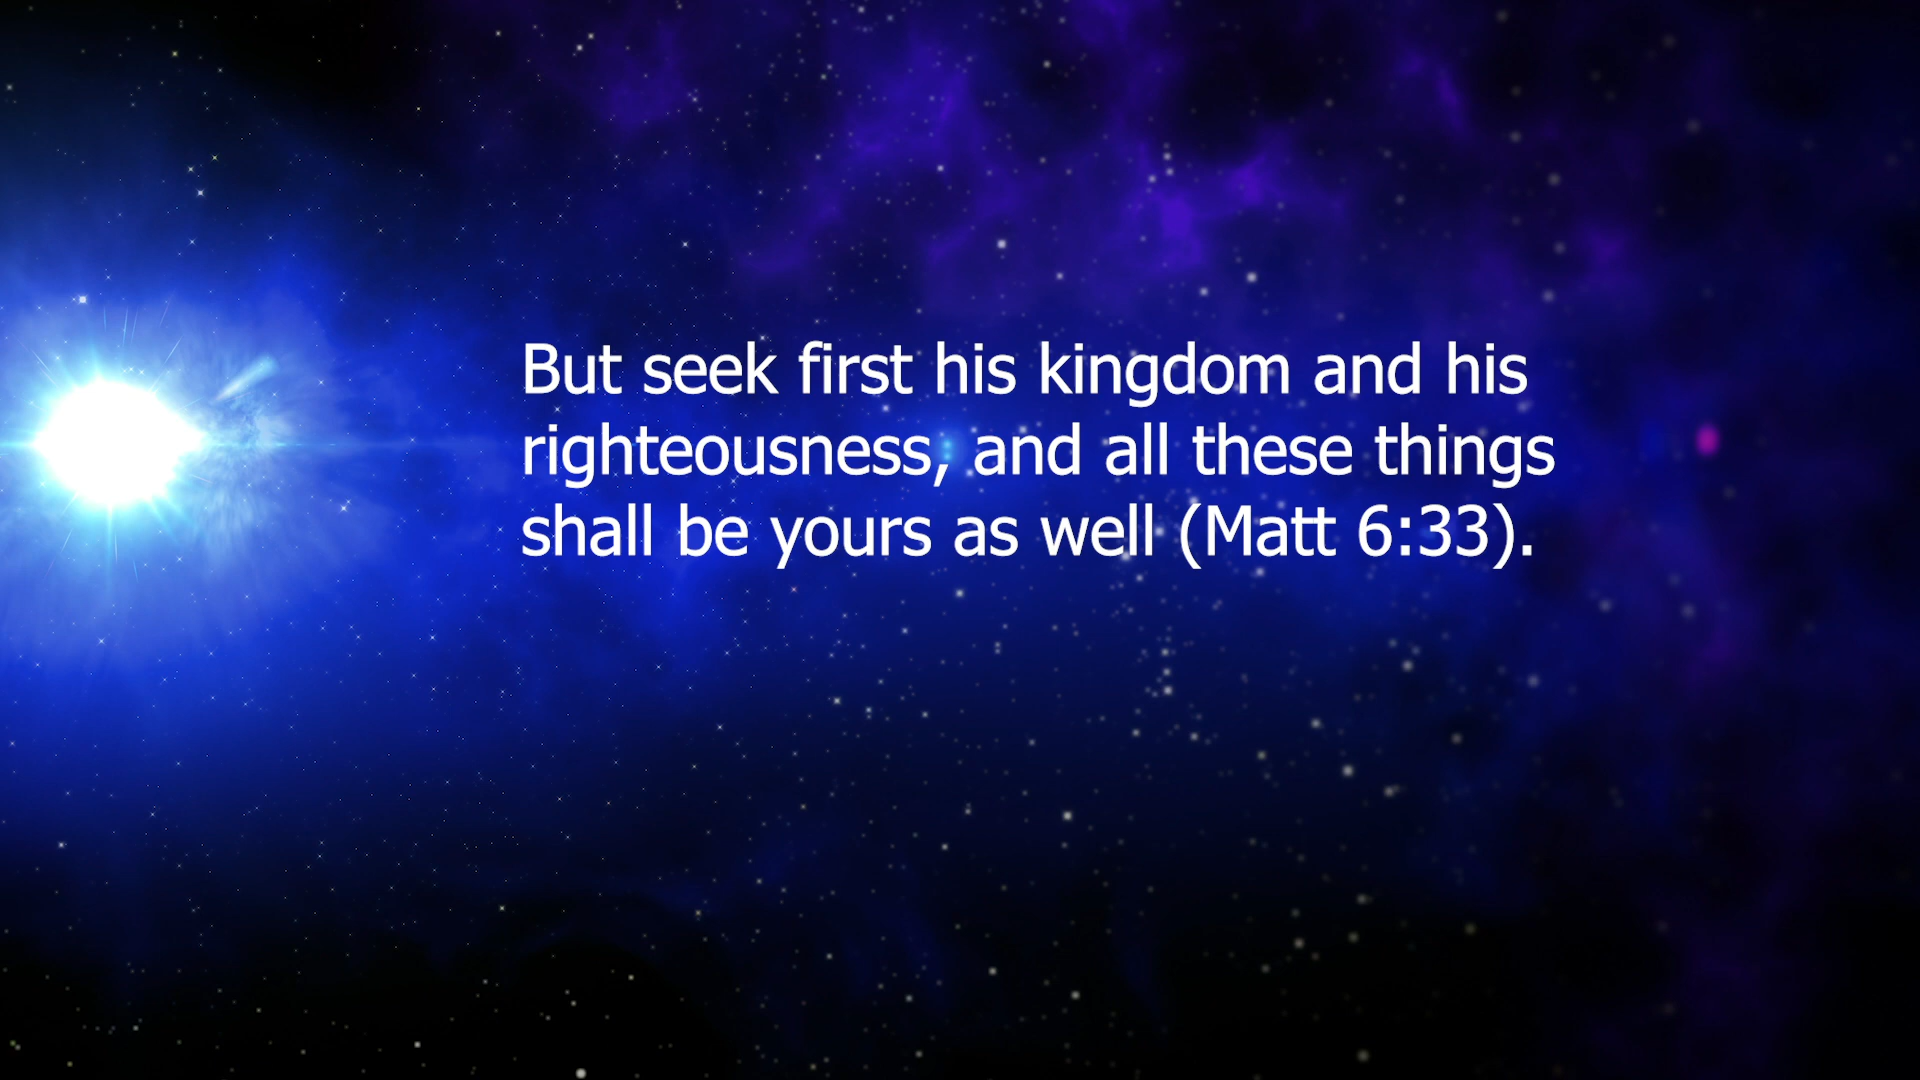 But seek first his kingdom and his
righteousness, and all these things
shall be yours as well (Matt 6:33).